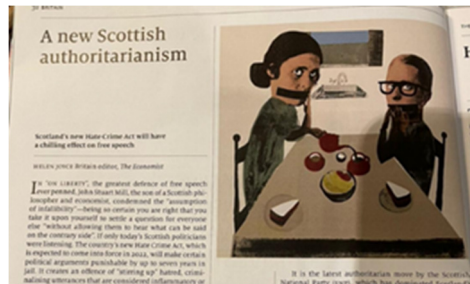 32 BRITAIN
A new Scottish
authoritarianism
Scotland's new Hate Crime Act will have
a chilling effect on free speech
HELEN JOYCE Britain editor, The Economist
IN "ON LIBERTY", the greatest defence of free speech
ever penned, John Stuart Mill, the son of a Scottish phi-
losopher and economist, condemned the "assumption
of infallibility"—being so certain you are right that you
take it upon yourself to settle a question for everyone
else "without allowing them to hear what can be said
on the contrary side". If only today's Scottish politicians
were listening. The country's new Hate Crime Act, which
is expected to come into force in 2022, will make certain
political arguments punishable by up to seven years in
jail. It creates an offence of "stirring up" hatred, crimi-
nalising utterances that are considered inflammatory or
It is the latest authoritarian move by the Scottish
National Party (SNP), which has dominated